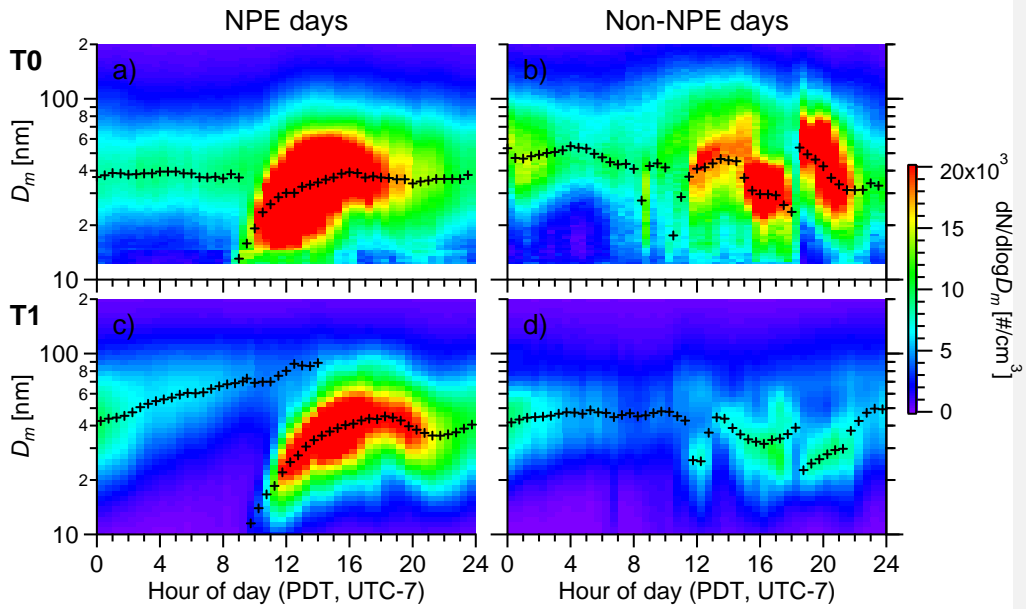 NPE days
Non-NPE days
T0
a)
b)
2
100
8
6
4
2
10
Dm [nm]
T1
c)
d)
2
100
8
6
4
2
10
Dm [nm]
0
4
8
12
16
20
24
0
4
8
12
16
20
24
Hour of day (PDT, UTC-7)
Hour of day (PDT, UTC-7)
20x10³
15
10
5
0
dN/dlogDm [#/cm³]